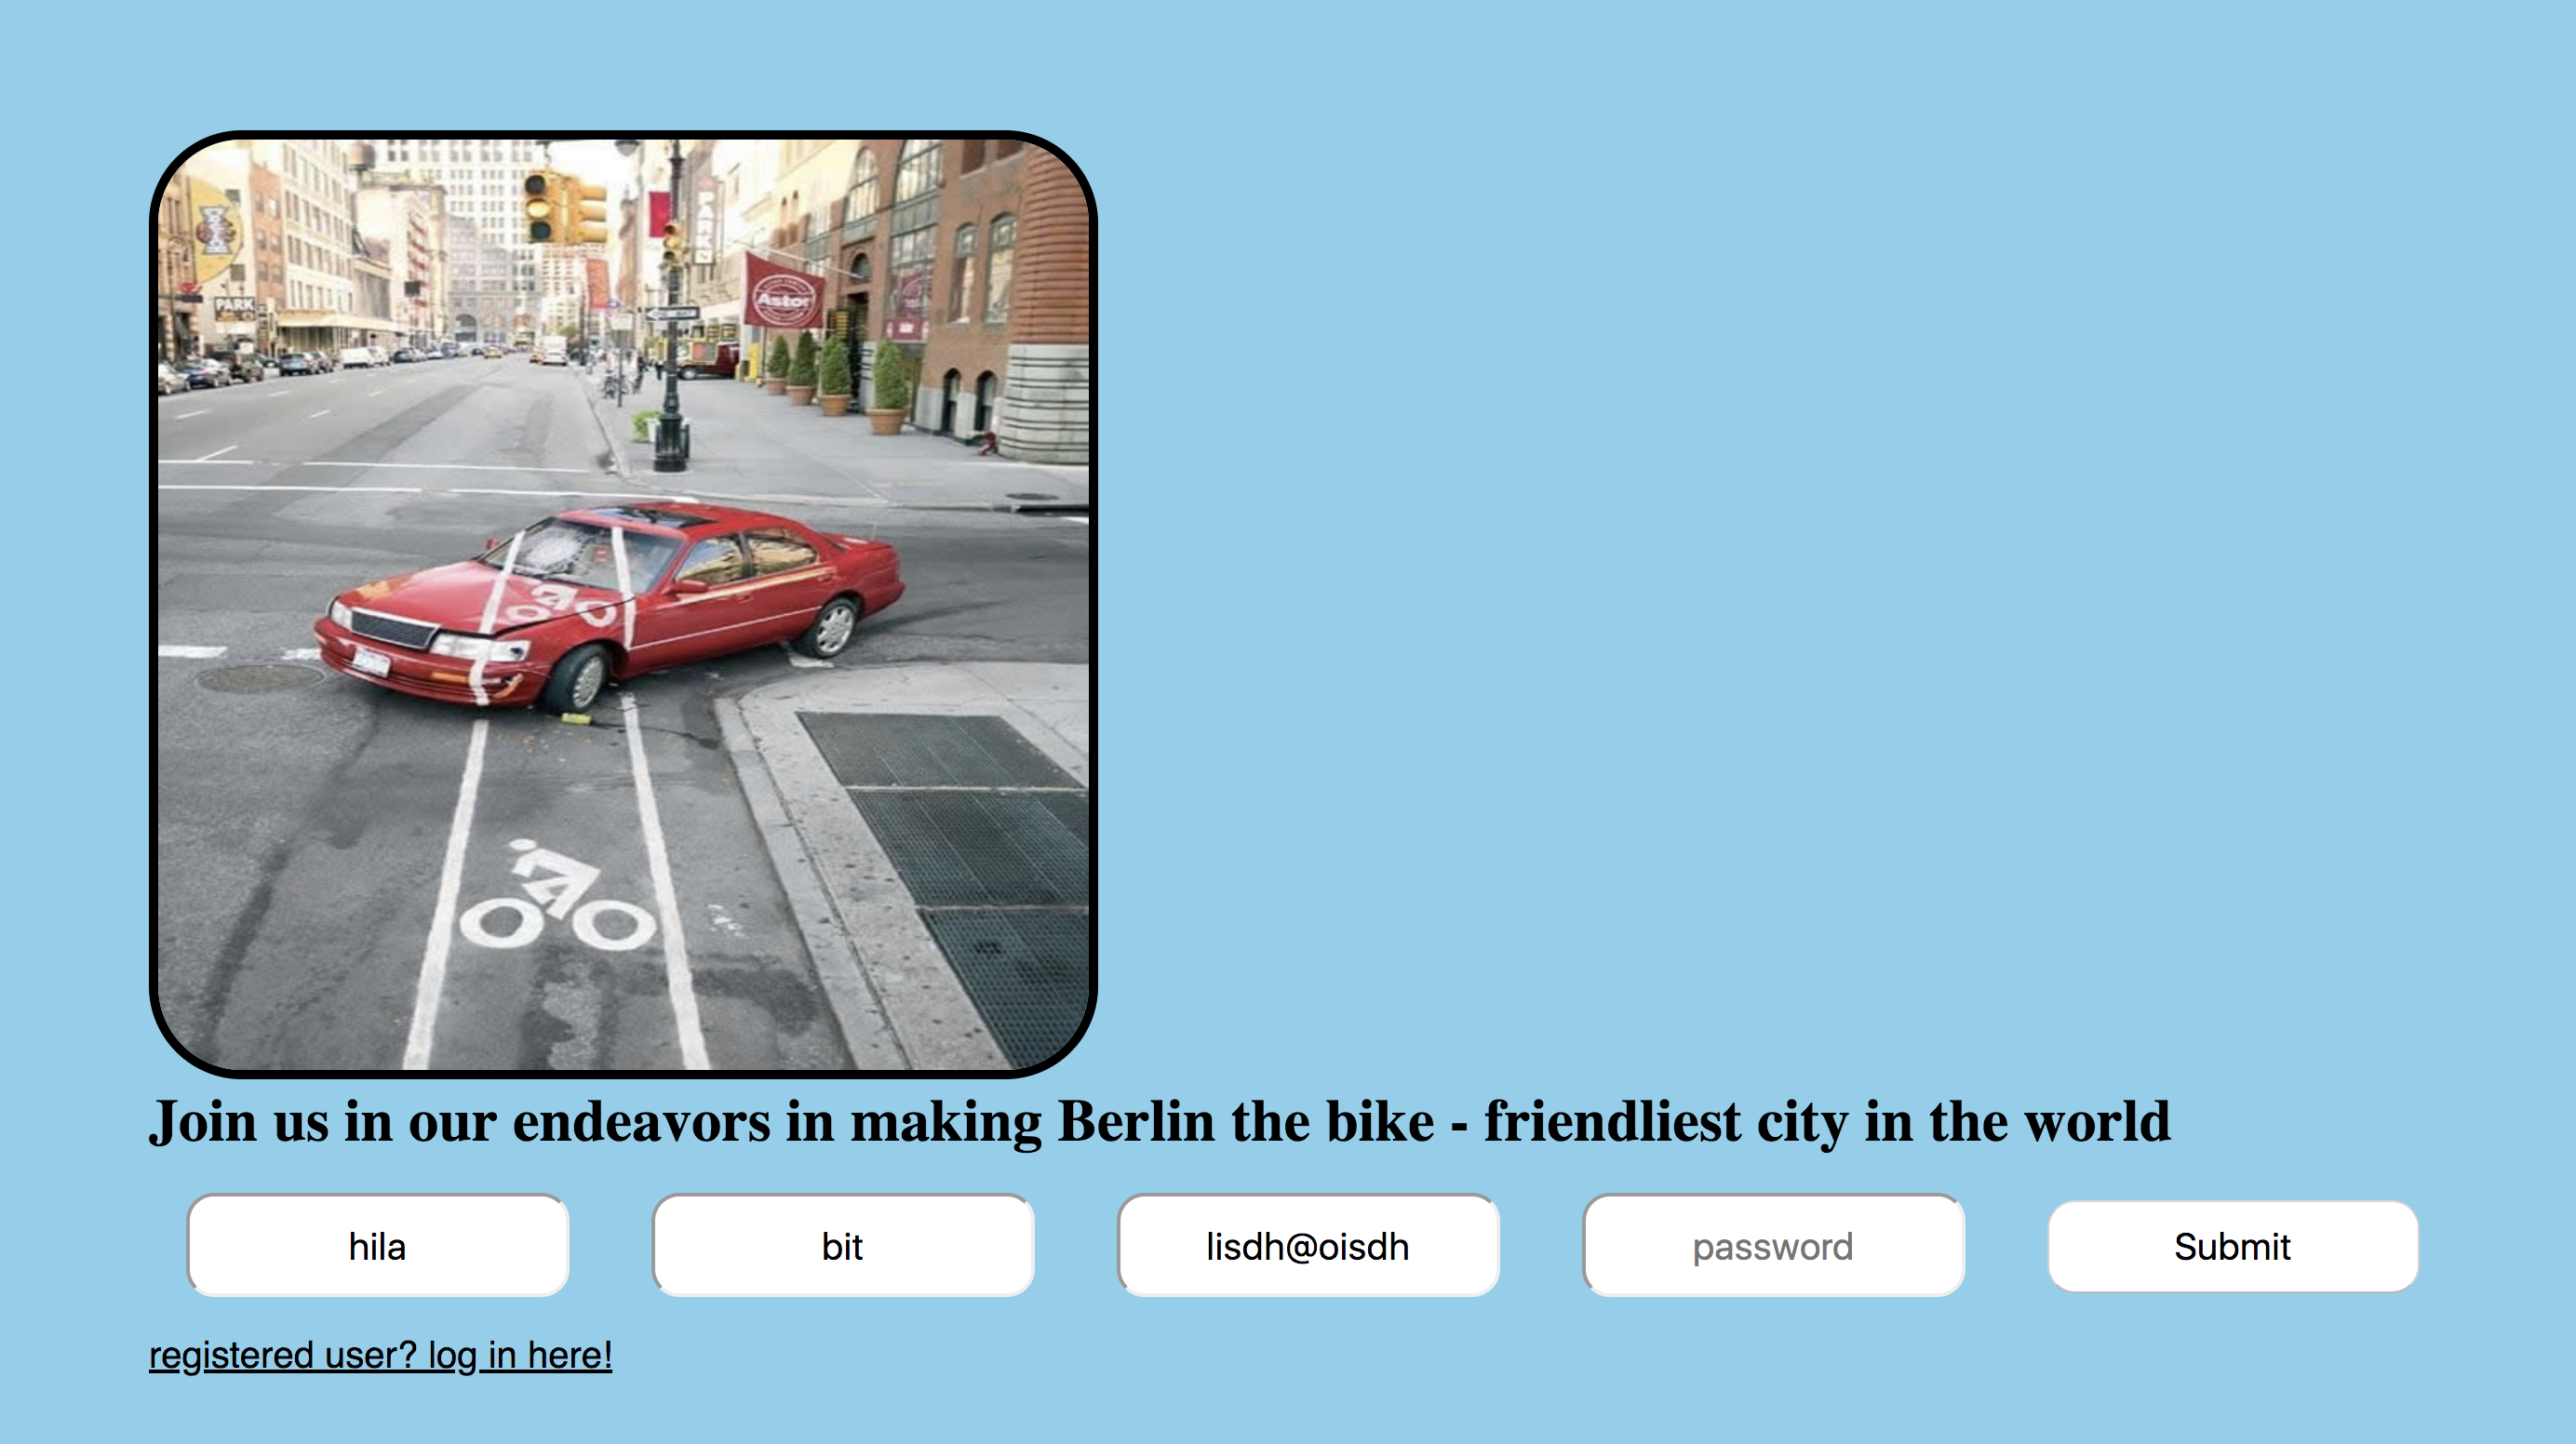 PARK
PARK
Astor
Join us in our endeavors in making Berlin the bike - friendliest city in the world
hila
bit
lisdh@oisdh
password
Submit
registered user? log in here!